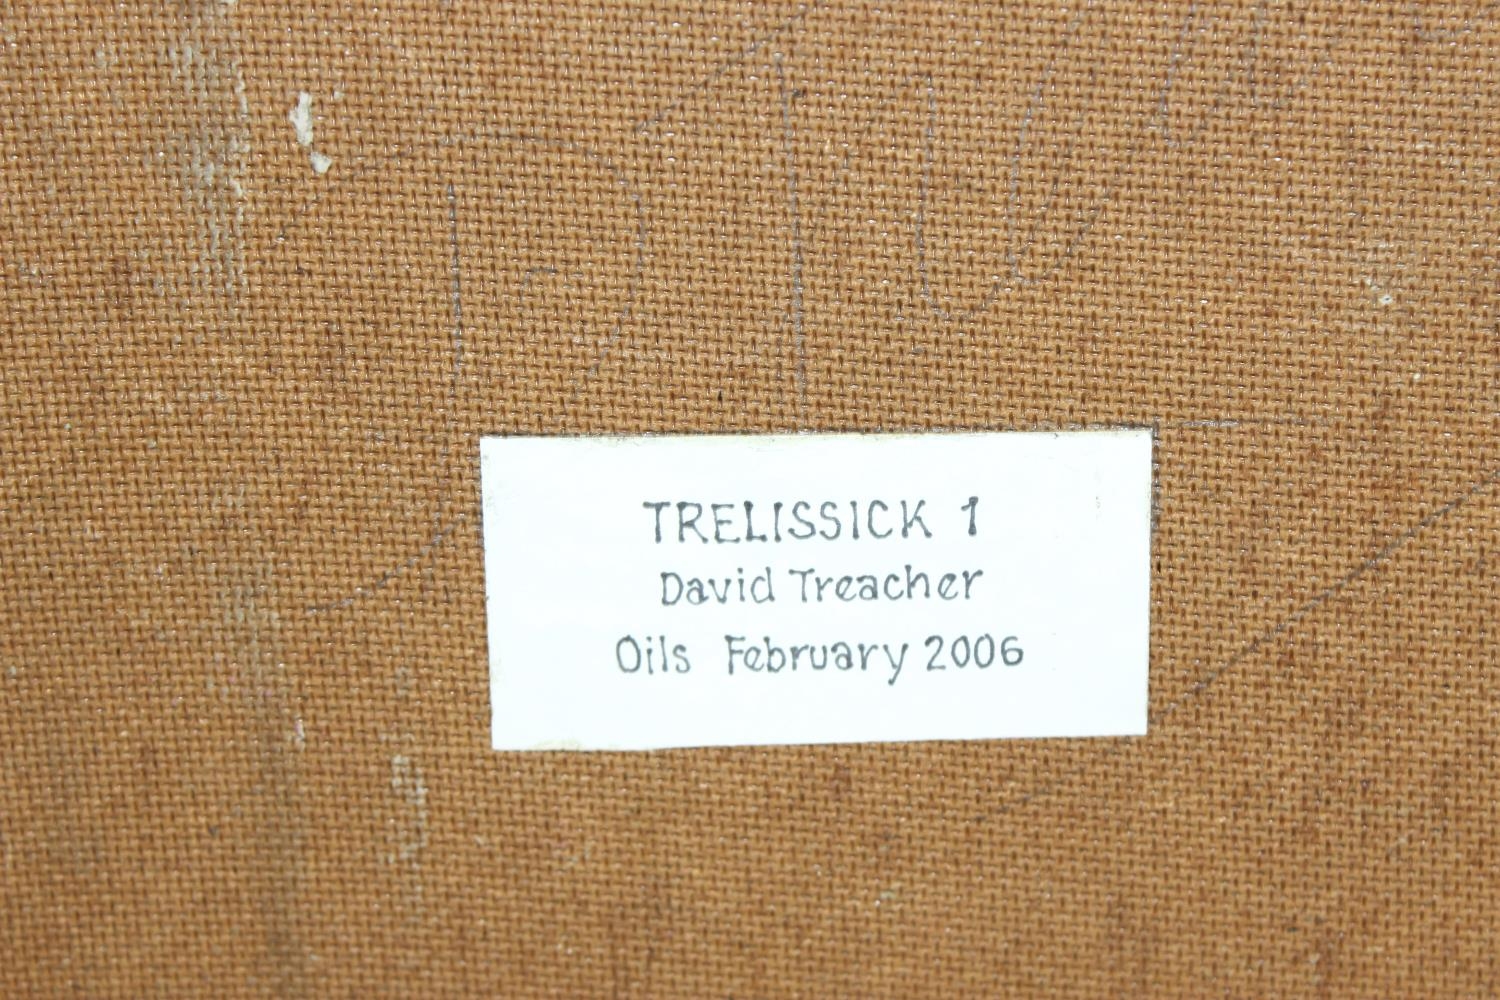 TRELISSICK 1
David Treacher
Oils February 2006